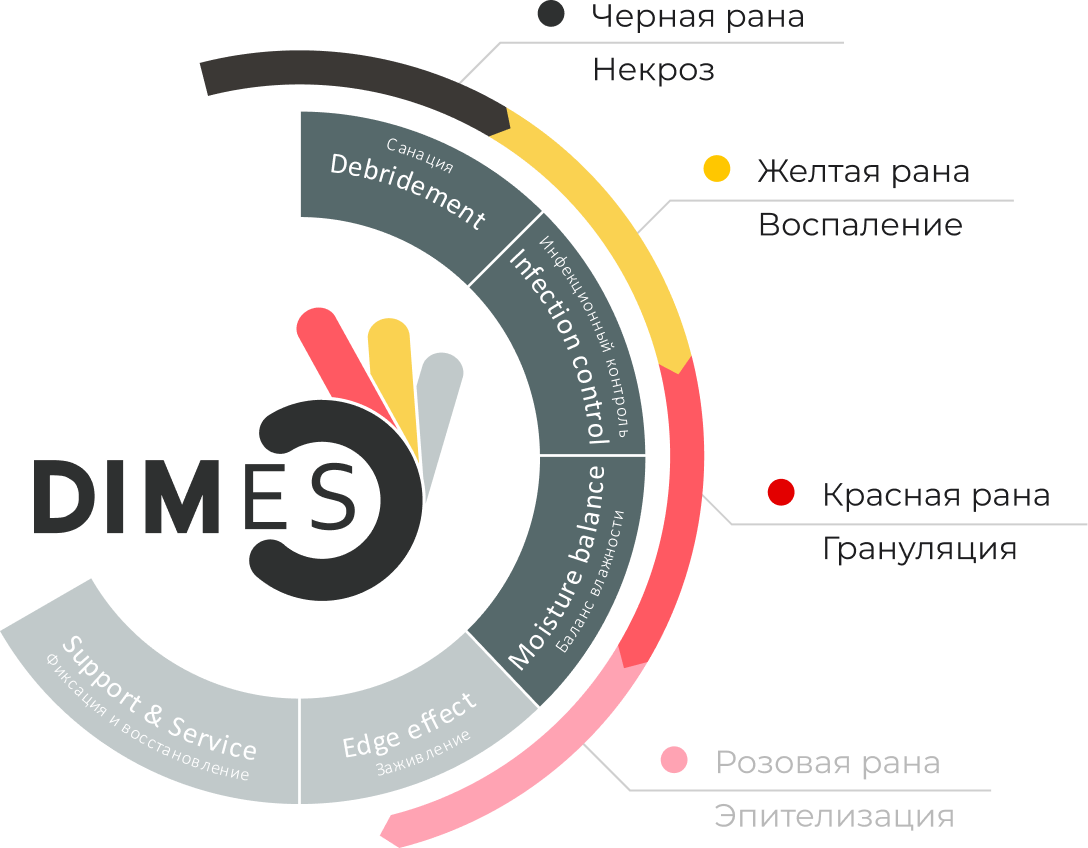 Черная рана
Некроз
Желтая рана
Воспаление
Красная рана
Грануляция
Розовая рана
Эпителизация
Санация
Debridement
Инфекционный контроль
Infection control
Moisture balance
Баланс влажности
Edge effect
Заживление
Support & Service
Фиксация и восстановление
DIMES